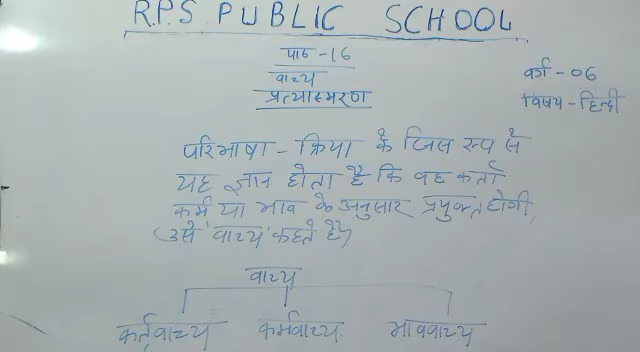 R.P.S. PUBLIC SCHOOL
पाठ -16
वाच्य
वर्ग - 06
प्रत्यास्मरण
विषय - हिन्दी
परिभाषा - क्रिया के जिस रूप से
यह ज्ञान होता है कि वह कर्ता
कर्म या भाव के अनुसार प्रयुक्त होगी,
उसे 'वाच्य' कहते हैं।
वाच्य
कर्तृवाच्य कर्मवाच्य भाववाच्य